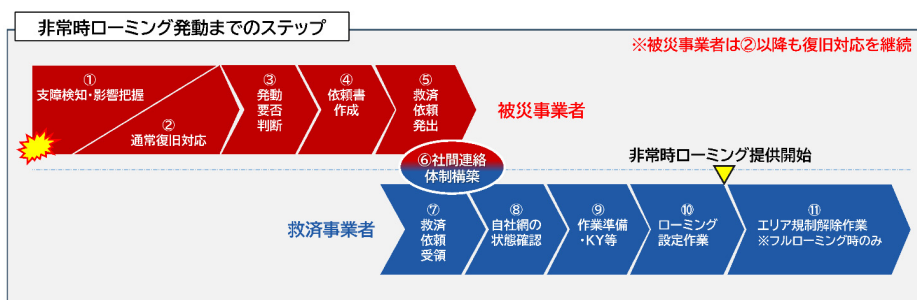 非常時ローミング発動までのステップ
※被災事業者は②以降も復旧対応を継続
①
支障検知・影響把握
②
通常復旧対応
③
発動
要否
判断
④
依頼書
作成
⑤
救済
依頼
発出
被災事業者
⑥社間連絡
体制構築
非常時ローミング提供開始
救済事業者
⑦
救済
依頼
受領
⑧
自社網の
状態確認
⑨
作業準備
・KY等
⑩
ローミング
設定作業
⑪
エリア規制解除作業
※フルローミング時のみ